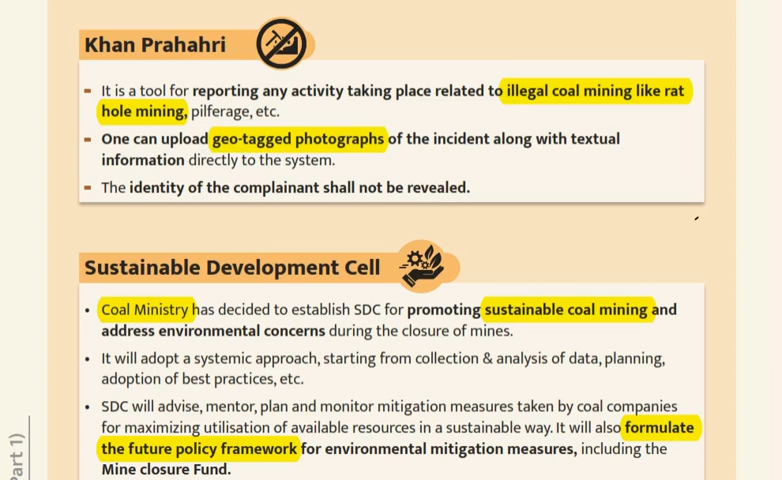 Khan Prahahri
It is a tool for reporting any activity taking place related to illegal coal mining like rat
hole mining, pilferage, etc.
One can upload geo-tagged photographs of the incident along with textual
information directly to the system.
The identity of the complainant shall not be revealed.
Sustainable Development Cell
Coal Ministry has decided to establish SDC for promoting sustainable coal mining and
address environmental concerns during the closure of mines.
It will adopt a systemic approach, starting from collection & analysis of data, planning,
adoption of best practices, etc.
SDC will advise, mentor, plan and monitor mitigation measures taken by coal companies
for maximizing utilisation of available resources in a sustainable way. It will also formulate
the future policy framework for environmental mitigation measures, including the
Mine closure Fund.
Part 1)